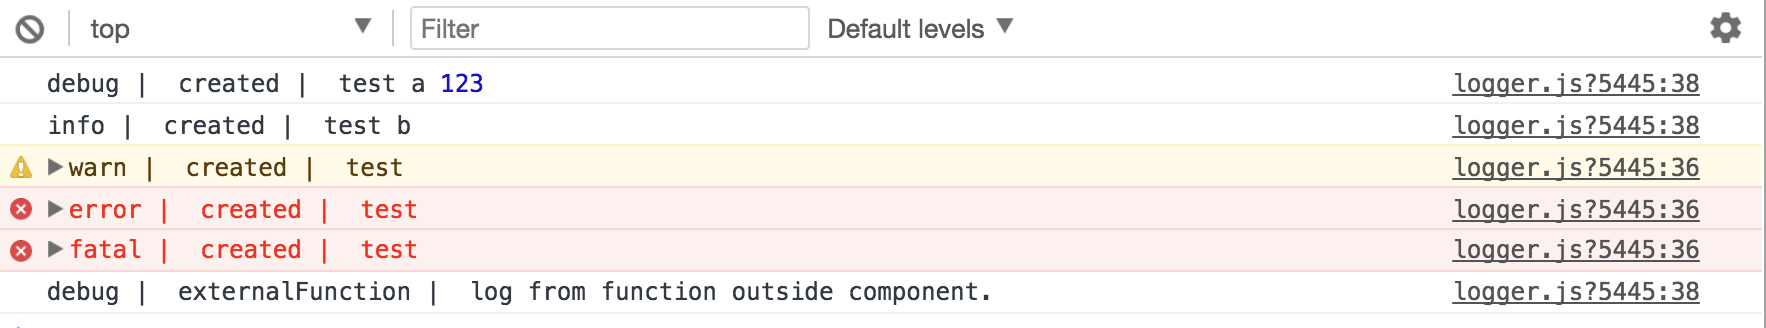 top Filter Default levels
debug | created | test a 123 logger.js?5445:38
info | created | test b logger.js?5445:38
warn | created | test logger.js?5445:36
error | created | test logger.js?5445:36
fatal | created | test logger.js?5445:36
debug | externalFunction | log from function outside component. logger.js?5445:38